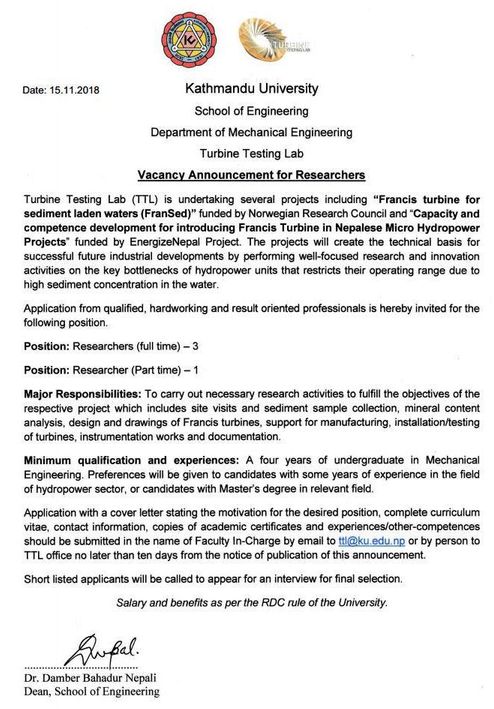 TURBINE
TESTING LAB
Date: 15.11.2018
Kathmandu University
School of Engineering
Department of Mechanical Engineering
Turbine Testing Lab
Vacancy Announcement for Researchers
Turbine Testing Lab (TTL) is undertaking several projects including “Francis turbine for
sediment laden waters (FranSed)” funded by Norwegian Research Council and “Capacity and
competence development for introducing Francis Turbine in Nepalese Micro Hydropower
Projects” funded by EnergizeNepal Project. The projects will create the technical basis for
successful future industrial developments by performing well-focused research and innovation
activities on the key bottlenecks of hydropower units that restricts their operating range due to
high sediment concentration in the water.
Application from qualified, hardworking and result oriented professionals is hereby invited for the
following position.
Position: Researchers (full time) – 3
Position: Researcher (Part time) – 1
Major Responsibilities: To carry out necessary research activities to fulfill the objectives of the
respective project which includes site visits and sediment sample collection, mineral content
analysis, design and drawings of Francis turbines, support for manufacturing, installation/testing
of turbines, instrumentation works and documentation.
Minimum qualification and experiences: A four years of undergraduate in Mechanical
Engineering. Preferences will be given to candidates with some years of experience in the field
of hydropower sector, or candidates with Master's degree in relevant field.
Application with a cover letter stating the motivation for the desired position, complete curriculum
vitae, contact information, copies of academic certificates and experiences/other-competences
should be submitted in the name of Faculty In-Charge by email to ttl@ku.edu.np or by person to
TTL office no later than ten days from the notice of publication of this announcement.
Short listed applicants will be called to appear for an interview for final selection.
Salary and benefits as per the RDC rule of the University.
Dr. Damber Bahadur Nepali
Dean, School of Engineering